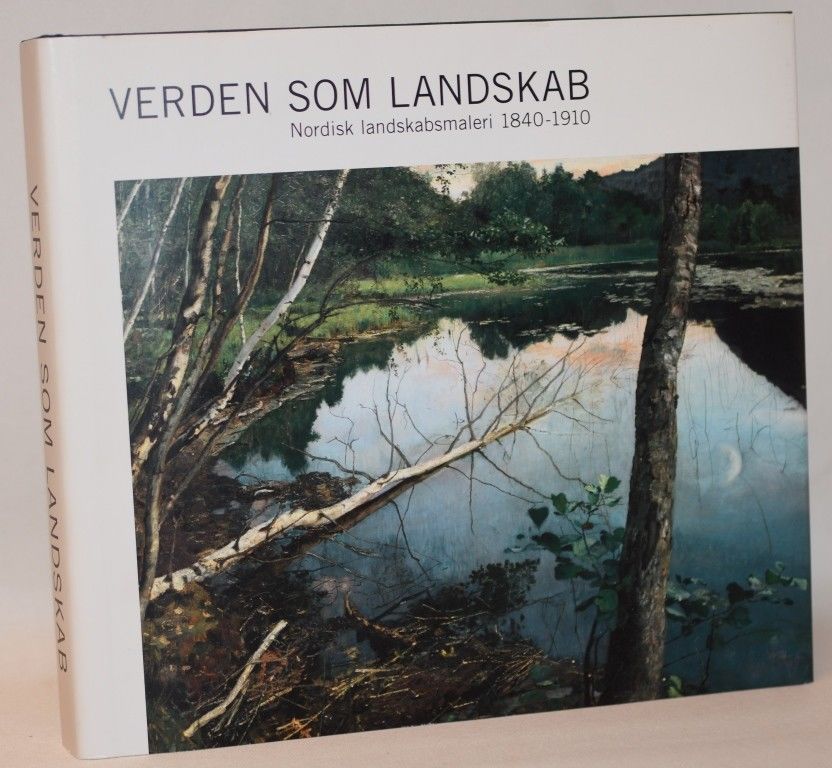 VERDEN SOM LANDSKAB
Nordisk landskabsmaleri 1840-1910
VERDEN SOM LANDSKAB